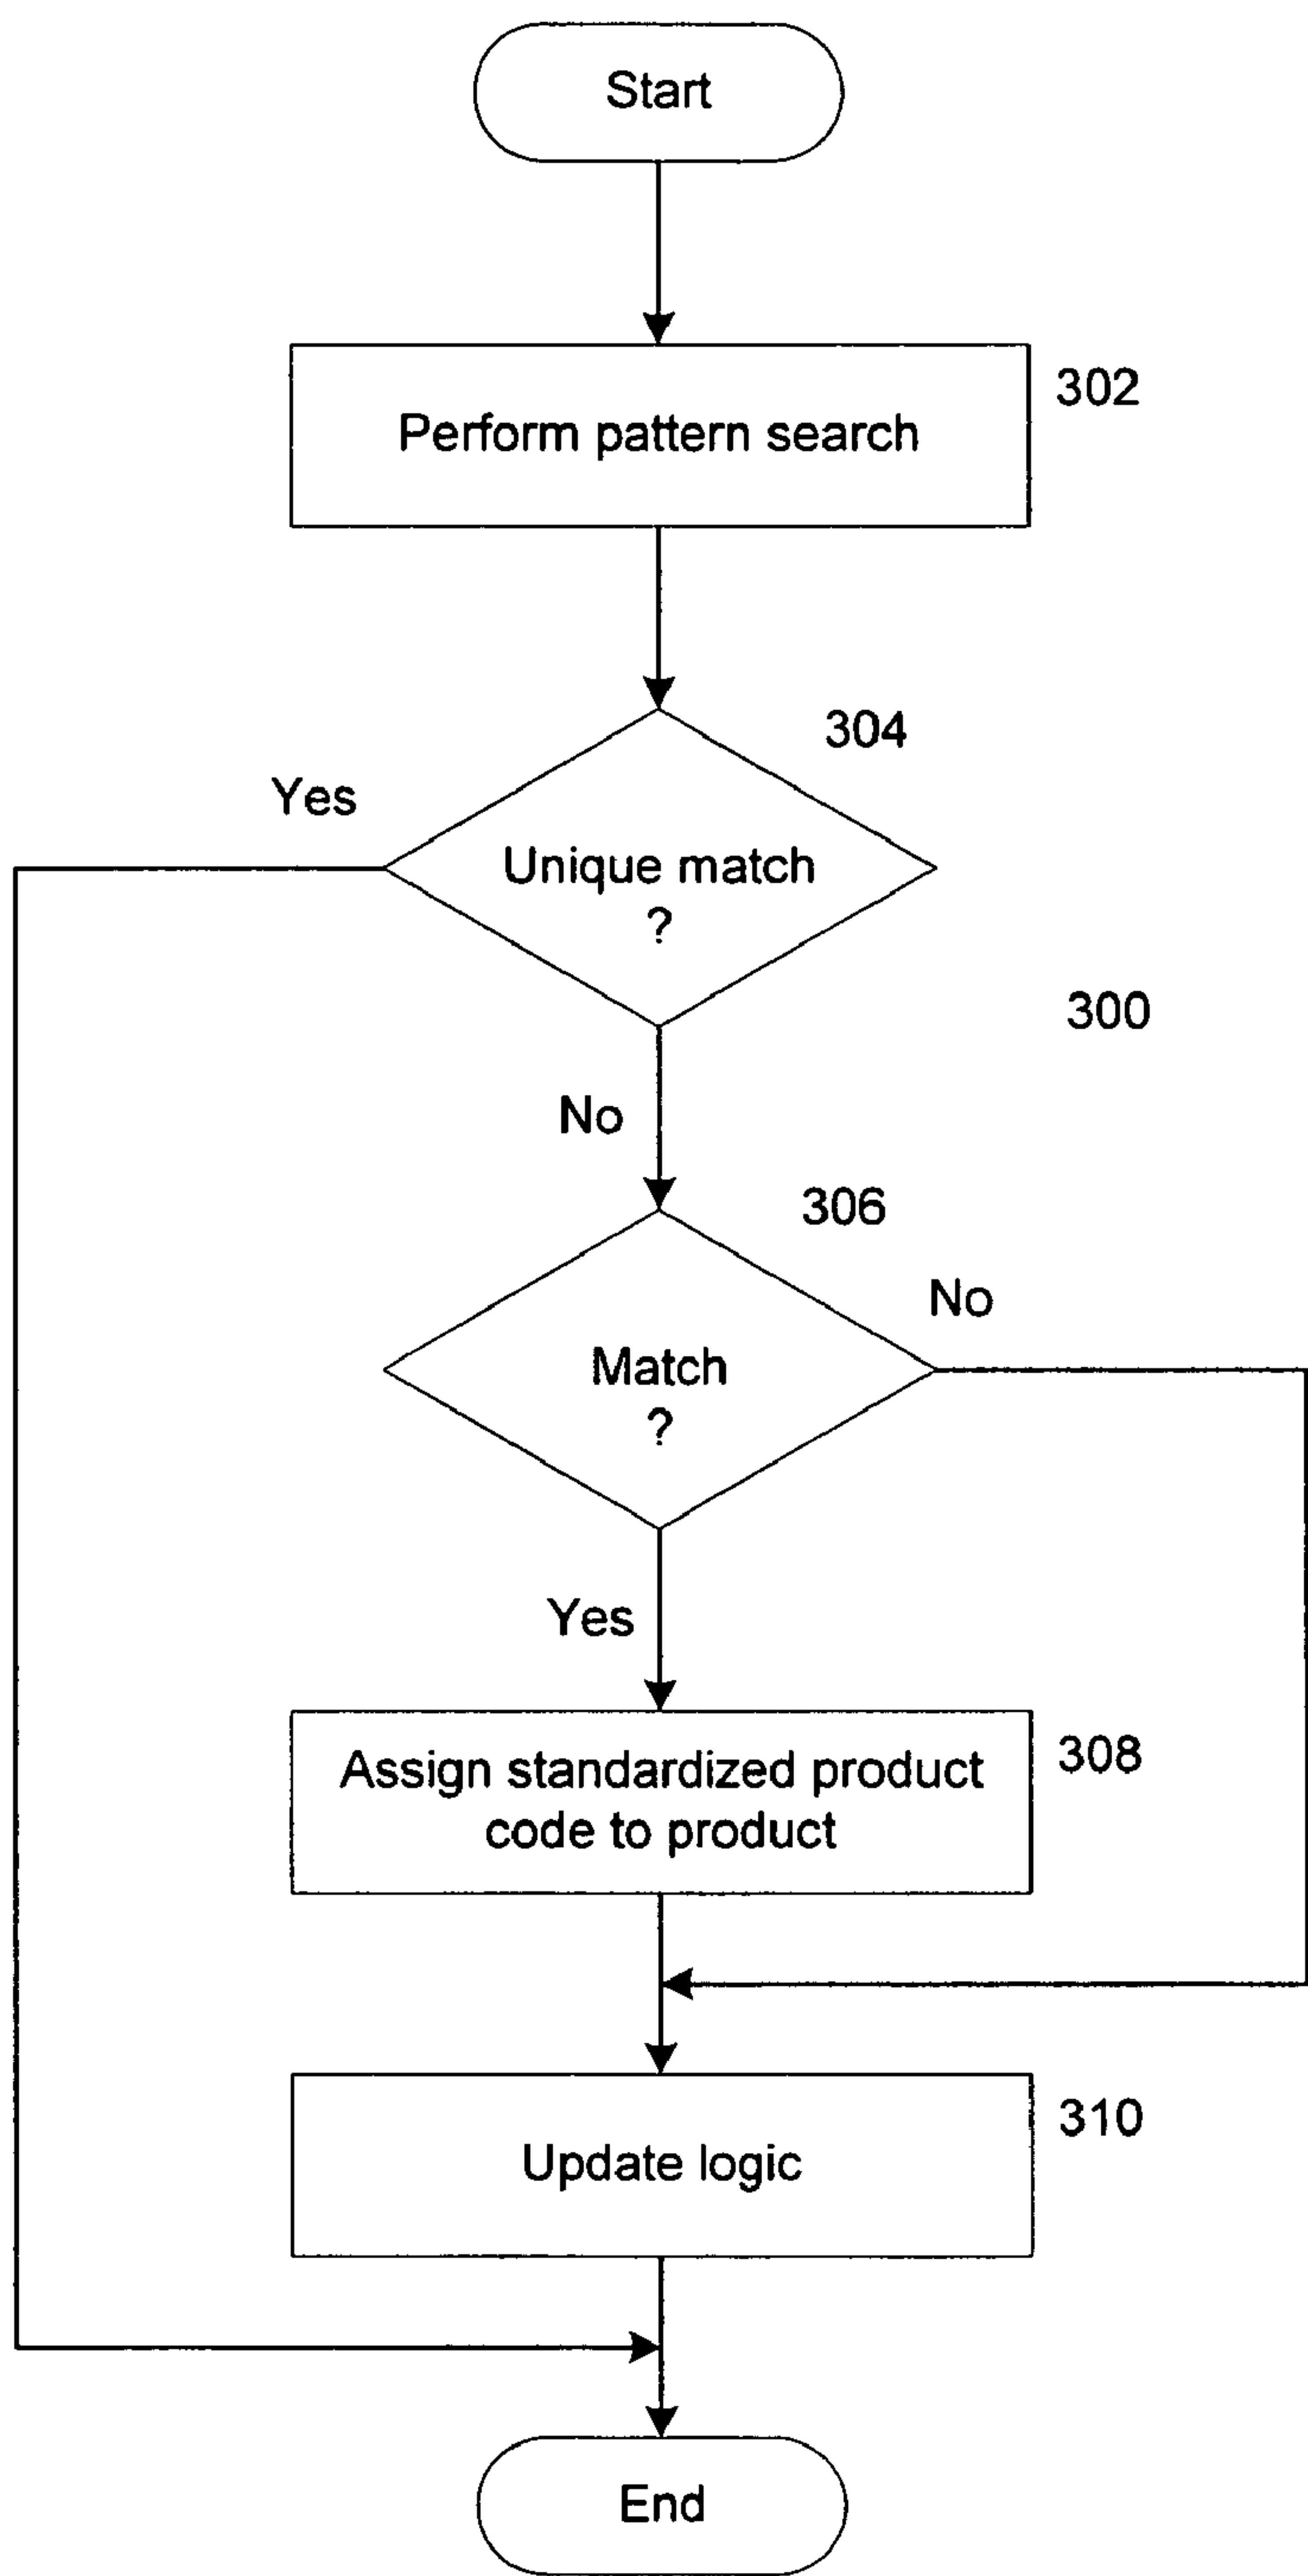 Start
302
Perform pattern search
304
Yes
Unique match
?
300
No
306
No
Match
?
Yes
308
Assign standardized product
code to product
310
Update logic
End